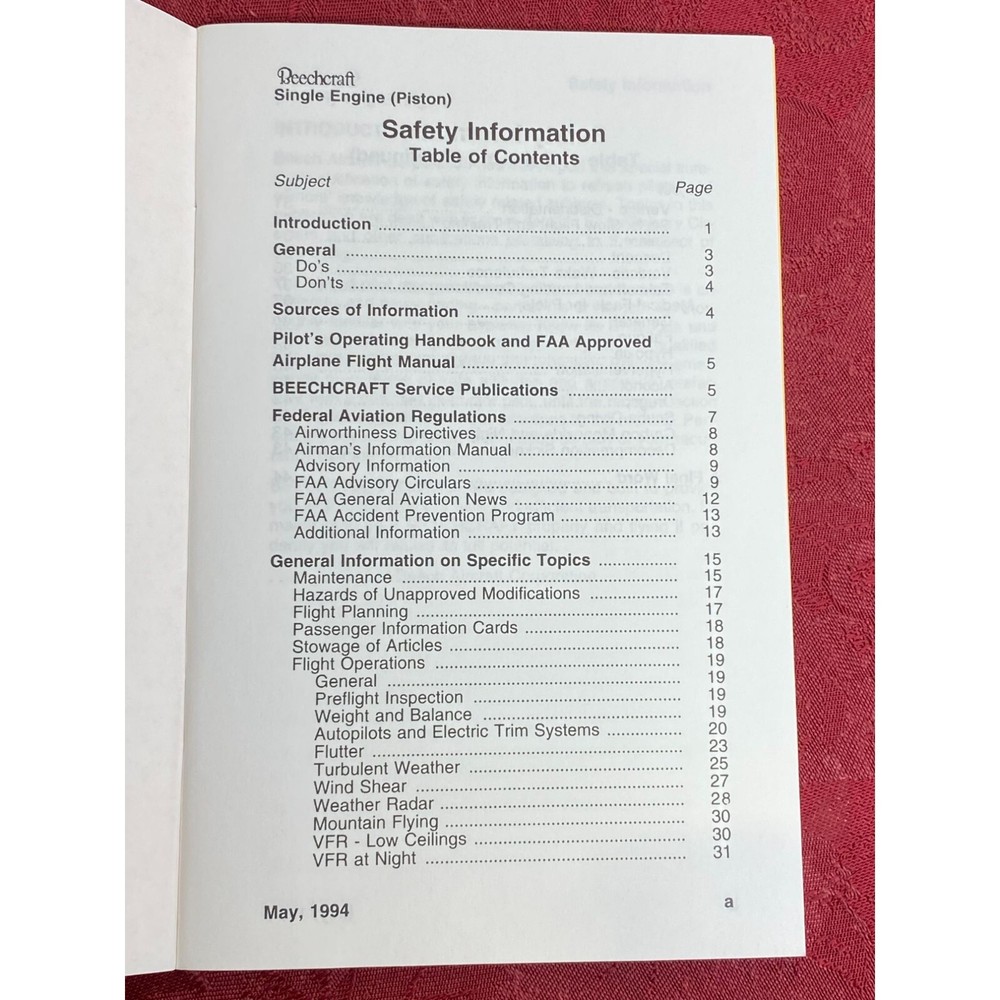 Beechcraft
Single Engine (Piston)
Safety Information
Table of Contents
Subject Page
Introduction ........ 1
General ........ 3
Do's ........ 3
Don'ts ........ 4
Sources of Information ........ 4
Pilot's Operating Handbook and FAA Approved
Airplane Flight Manual ........ 5
BEECHCRAFT Service Publications ........ 5
Federal Aviation Regulations ........ 7
Airworthiness Directives ........ 8
Airman's Information Manual ........ 8
Advisory Information ........ 9
FAA Advisory Circulars ........ 9
FAA General Aviation News ........ 12
FAA Accident Prevention Program ........ 13
Additional Information ........ 13
General Information on Specific Topics ........ 15
Maintenance ........ 15
Hazards of Unapproved Modifications ........ 17
Flight Planning ........ 17
Passenger Information Cards ........ 18
Stowage of Articles ........ 18
Flight Operations ........ 19
General ........ 19
Preflight Inspection ........ 19
Weight and Balance ........ 19
Autopilots and Electric Trim Systems ........ 20
Flutter ........ 23
Turbulent Weather ........ 25
Wind Shear ........ 27
Weather Radar ........ 28
Mountain Flying ........ 30
VFR - Low Ceilings ........ 30
VFR at Night ........ 31
May, 1994 a